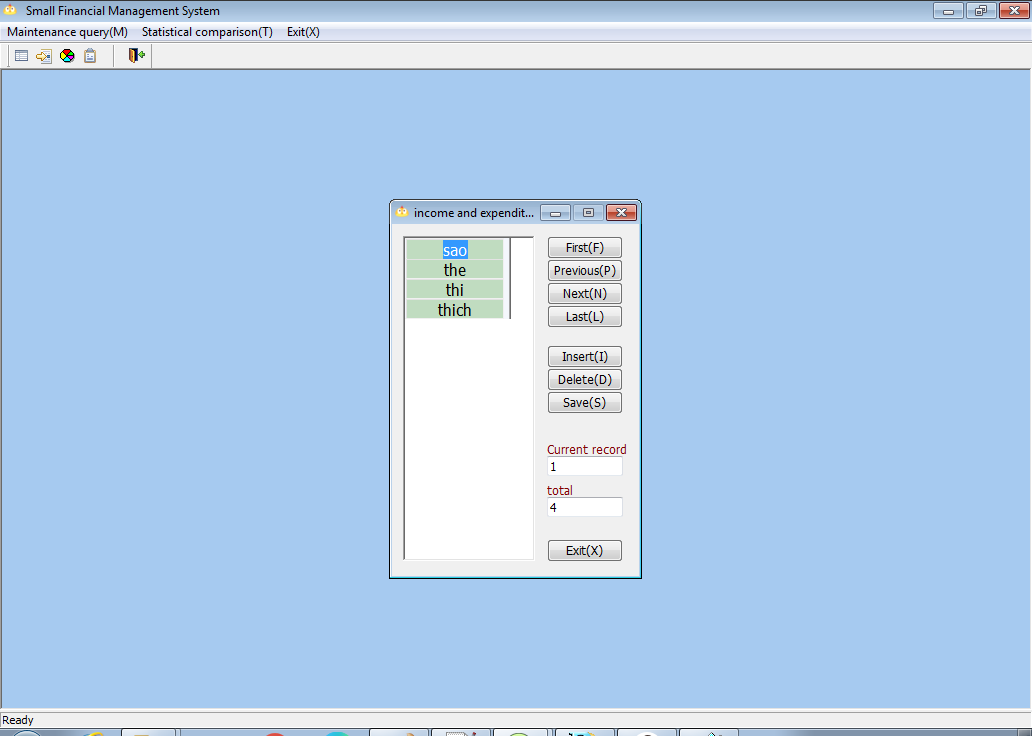 Small Financial Management System
Maintenance query(M) Statistical comparison(T) Exit(X)
income and expendit...
sao
the
thi
thich
First(F)
Previous(P)
Next(N)
Last(L)
Insert(I)
Delete(D)
Save(S)
Current record
1
total
4
Exit(X)
Ready